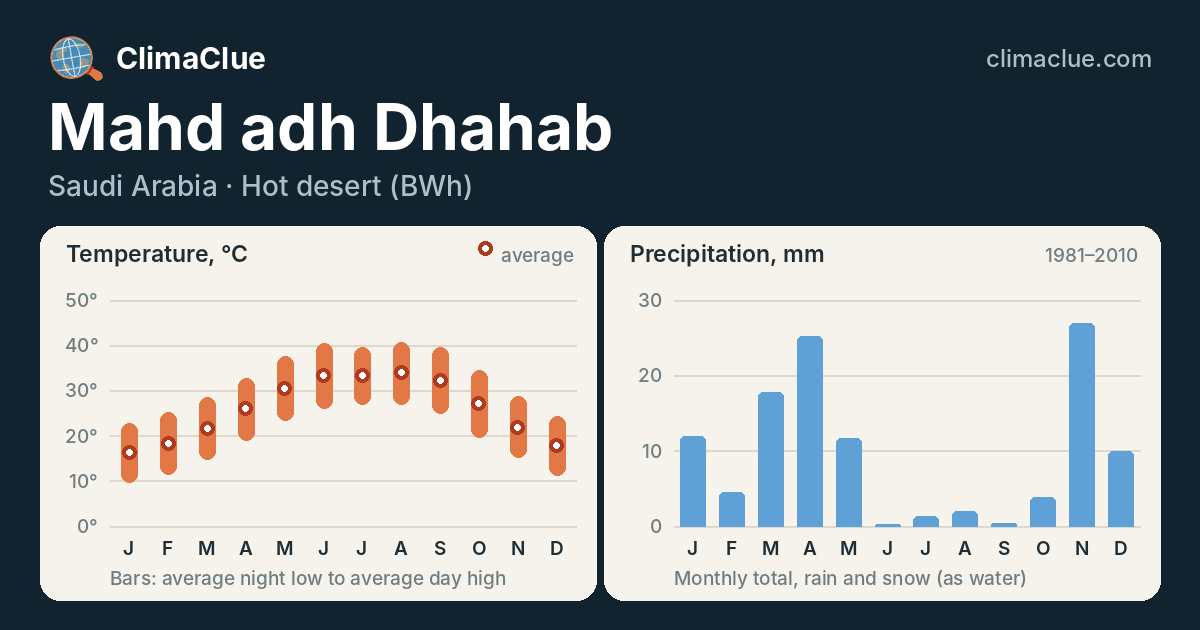 ClimaClue
climaclue.com
Mahd adh Dhahab
Saudi Arabia · Hot desert (BWh)
Temperature, °C
average
50°
40°
30°
20°
10°
0°
J F M A M J J A S O N D
Bars: average night low to average day high
Precipitation, mm
1981–2010
30
20
10
0
J F M A M J J A S O N D
Monthly total, rain and snow (as water)